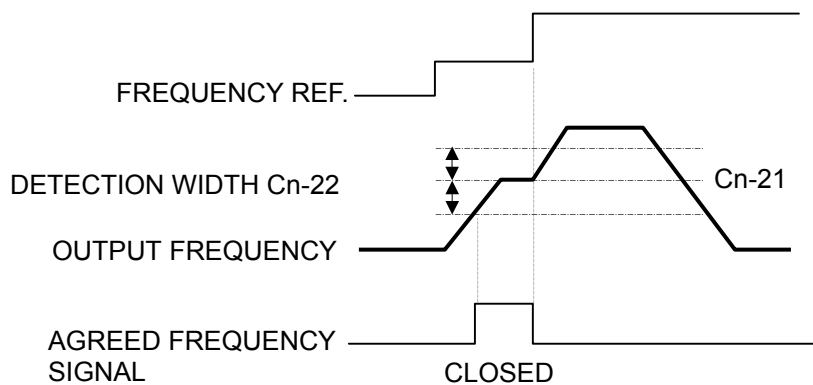 FREQUENCY REF.
DETECTION WIDTH Cn-22
Cn-21
OUTPUT FREQUENCY
AGREED FREQUENCY
SIGNAL
CLOSED